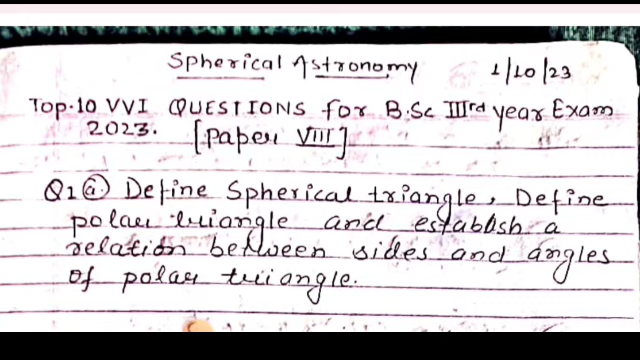 Spherical Astronomy
1/10/23
Top.10 VVI QUESTIONS for B.Sc IIIrd year Exam
2023. [Paper VIII]
Q1 (a) Define Spherical triangle, Define
polar triangle and establish a
relation between sides and angles
of polar triangle.